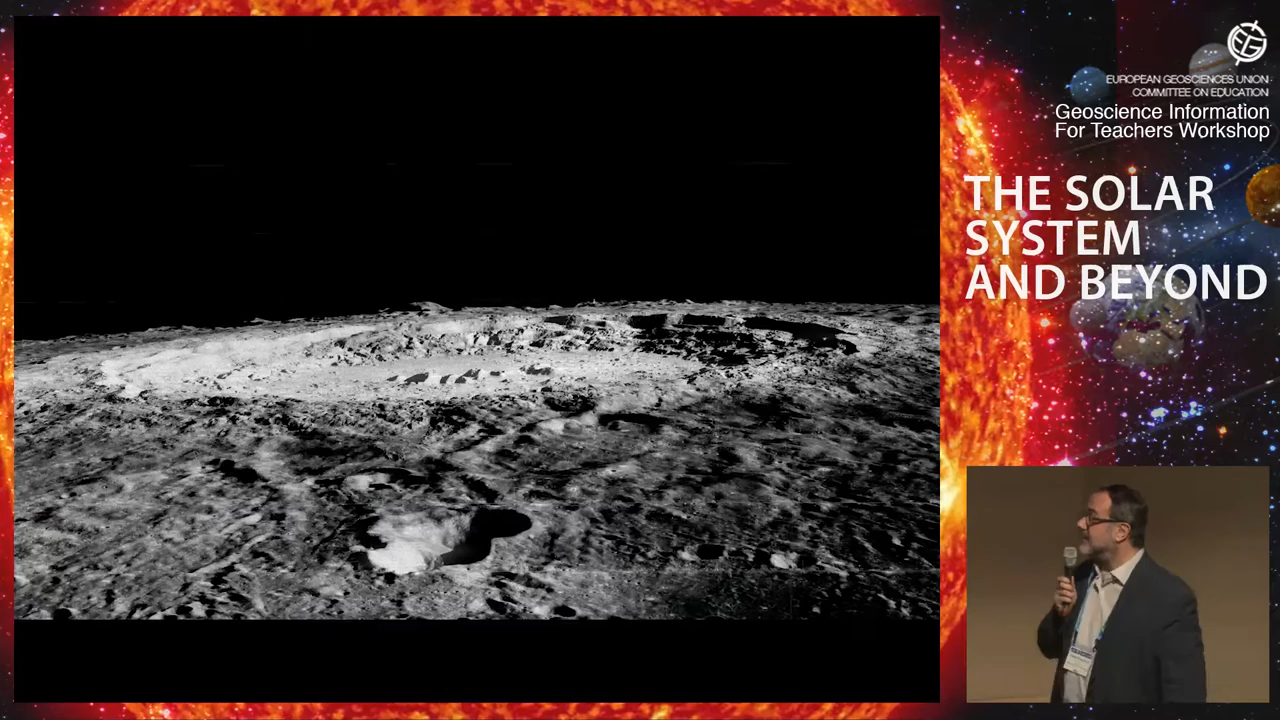 EUROPEAN GEOSCIENCES UNION
COMMITTEE ON EDUCATION
Geoscience Information
For Teachers Workshop
THE SOLAR
SYSTEM
AND BEYOND